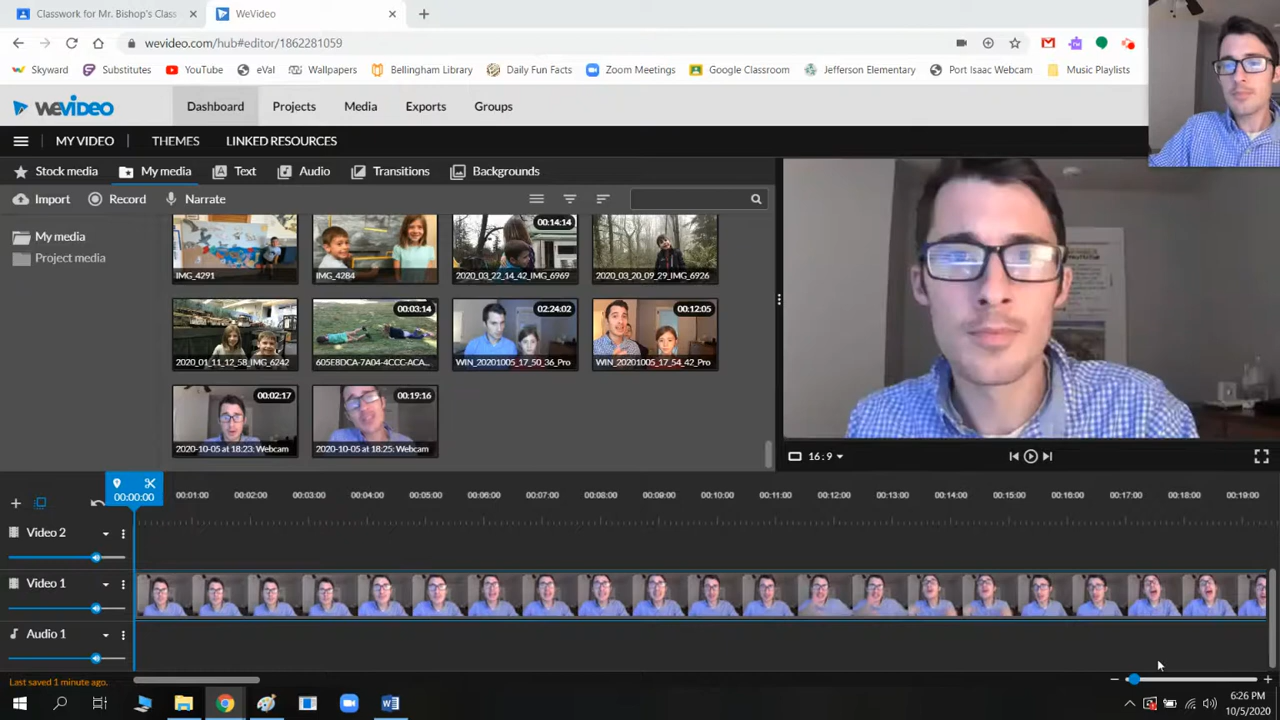 Classwork for Mr. Bishop's Class
WeVideo
wevideo.com/hub#editor/1862281059
Skyward
Substitutes
YouTube
eVal
Wallpapers
Bellingham Library
Daily Fun Facts
Zoom Meetings
Google Classroom
Jefferson Elementary
Port Isaac Webcam
Music Playlists
WEVIDEO
Dashboard
Projects
Media
Exports
Groups
MY VIDEO
THEMES
LINKED RESOURCES
Stock media
My media
Text
Audio
Transitions
Backgrounds
Import
Record
Narrate
My media
Project media
IMG_4291
IMG_4284
00:14:14
2020_03_22_14_42_IMG_6969
2020_03_20_09_29_IMG_6926
2020_01_11_12_58_IMG_6242
00:03:14
605E8DCA-7A04-4CCC-ACA...
02:24:02
WIN_20201005_17_50_36_Pro
00:12:05
WIN_20201005_17_54_42_Pro
00:02:17
2020-10-05 at 18:23: Webcam
00:19:16
2020-10-05 at 18:25: Webcam
16:9
00:00:00
00:01:00
00:02:00
00:03:00
00:04:00
00:05:00
00:06:00
00:07:00
00:08:00
00:09:00
00:10:00
00:11:00
00:12:00
00:13:00
00:14:00
00:15:00
00:16:00
00:17:00
00:18:00
00:19:00
Video 2
Video 1
Audio 1
Last saved 1 minute ago.
6:26 PM
10/5/2020